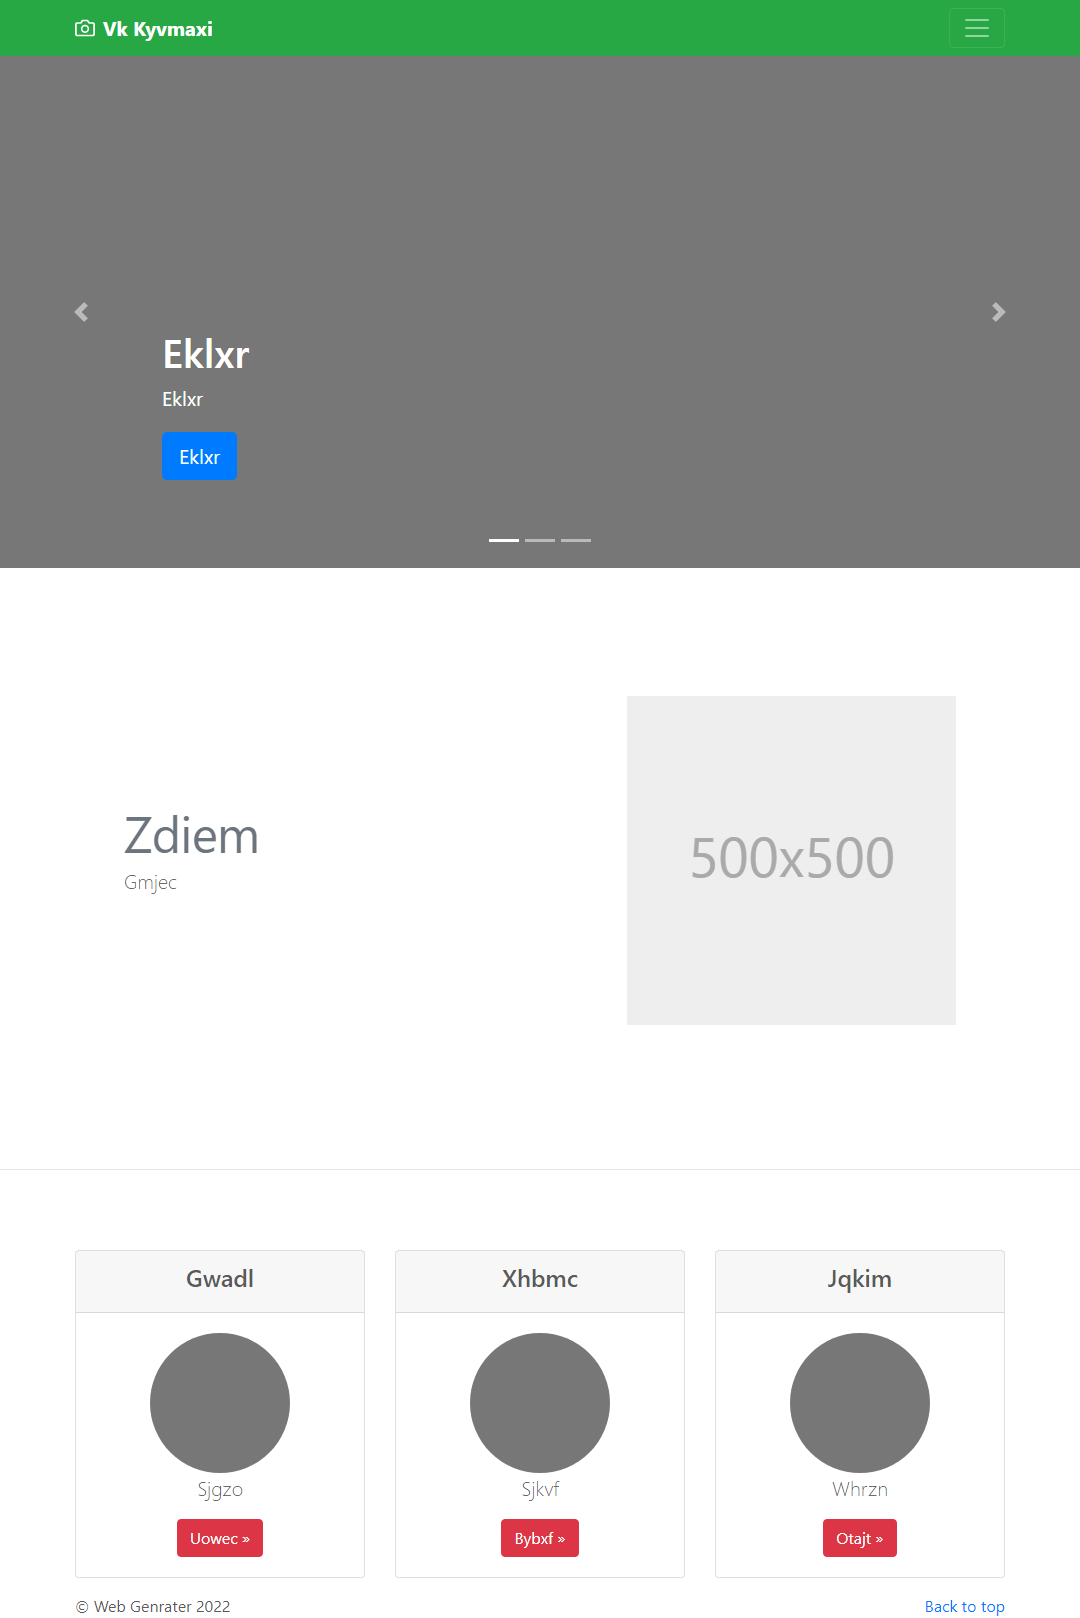 Vk Kyvmaxi
Eklxr
Eklxr
Eklxr
Zdiem
Gmjec
500x500
Gwadl
Xhbmc
Jqkim
Sjgzo
Sjkvf
Whrzn
Uowec »
Bybxf »
Otajt »
© Web Genrater 2022
Back to top